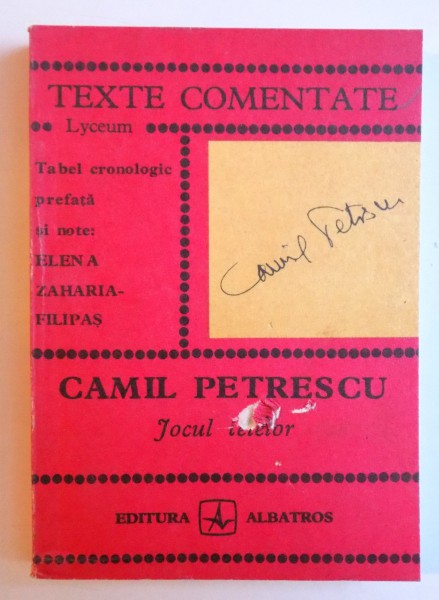 TEXTE COMENTATE
Lyceum
Tabel cronologic
prefață
și note:
ELENA
ZAHARIA-
FILIPAȘ
Camil Petrescu
CAMIL PETRESCU
Jocul ielelor
EDITURA ALBATROS